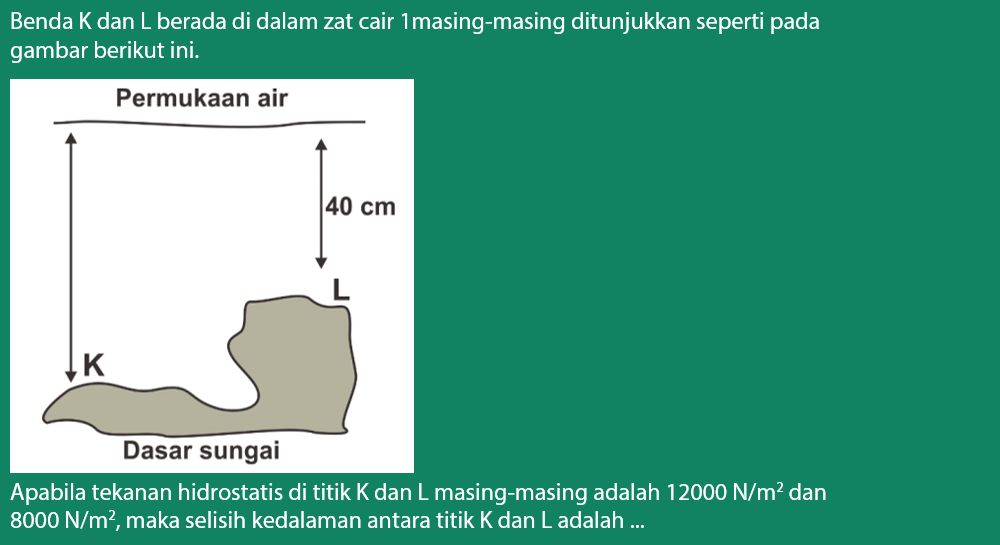 Benda K dan L berada di dalam zat cair 1masing-masing ditunjukkan seperti pada
gambar berikut ini.
Permukaan air
40 cm
L
K
Dasar sungai
Apabila tekanan hidrostatis di titik K dan L masing-masing adalah 12000 N/m² dan
8000 N/m², maka selisih kedalaman antara titik K dan L adalah ...